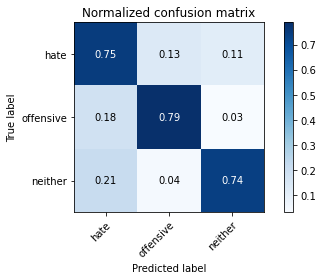 Normalized confusion matrix
True label
hate 0.75 0.13 0.11
offensive 0.18 0.79 0.03
neither 0.21 0.04 0.74
hate offensive neither
Predicted label
0.7
0.6
0.5
0.4
0.3
0.2
0.1